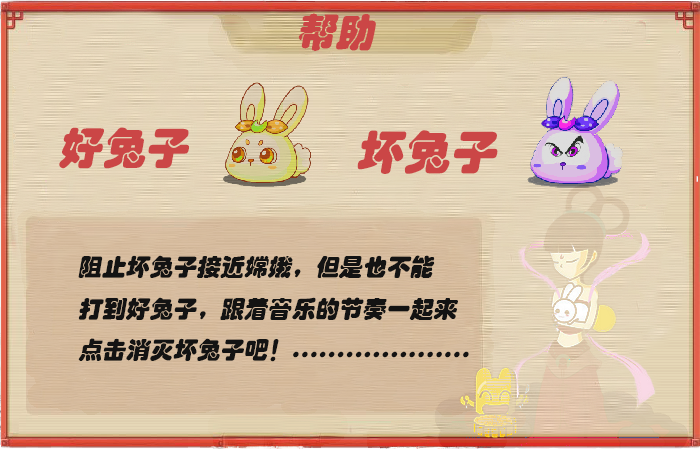 帮助
好兔子 坏兔子
阻止坏兔子接近嫦娥，但是也不能
打到好兔子，跟着音乐的节奏一起来
点击消灭坏兔子吧！.....................